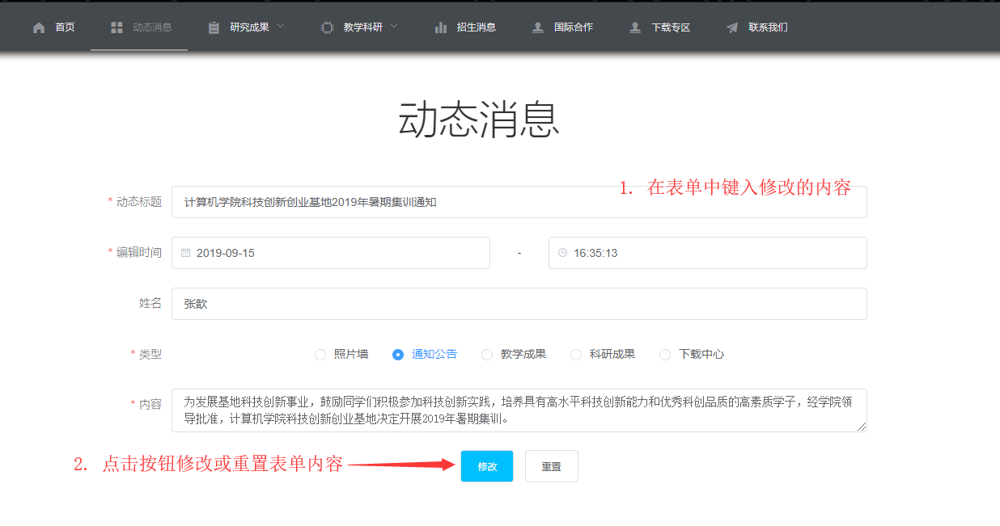 首页 动态消息 研究成果 教学科研 招生消息 国际合作 下载专区 联系我们
动态消息
1. 在表单中键入修改的内容
* 动态标题 计算机学院科技创新创业基地2019年暑期集训通知
* 编辑时间 2019-09-15 - 16:35:13
姓名 张歆
* 类型 照片墙 通知公告 教学成果 科研成果 下载中心
* 内容 为发展基地科技创新事业，鼓励同学们积极参加科技创新实践，培养具有高水平科技创新能力和优秀科创品质的高素质学子，经学院领
导批准，计算机学院科技创新创业基地决定开展2019年暑期集训。
2. 点击按钮修改或重置表单内容 修改 重置